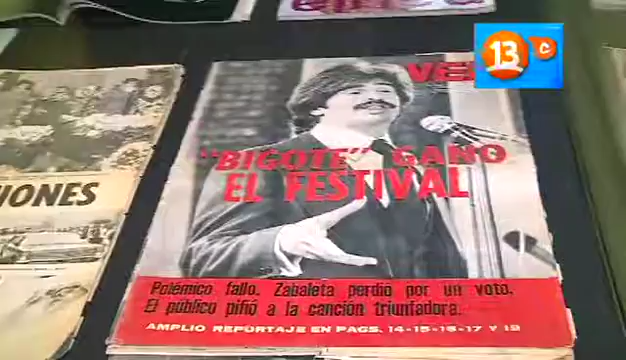 13 C
VEA
"BIGOTE" GANO
EL FESTIVAL
IONES
Polémico fallo. Zabaleta perdió por un voto.
El público pifió a la canción triunfadora.
AMPLIO REPORTAJE EN PAGS. 14-15-16-17 Y 19